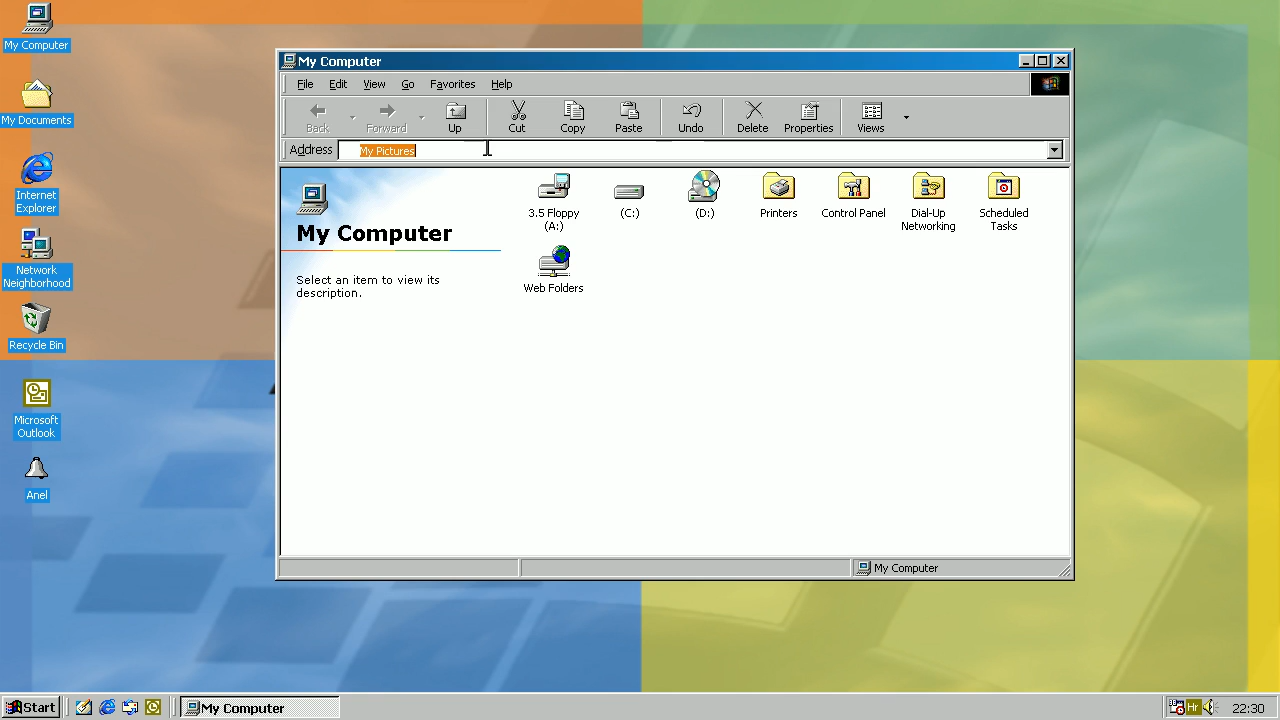 My Computer
My Documents
Internet
Explorer
Network
Neighborhood
Recycle Bin
Microsoft
Outlook
Anel
My Computer
File Edit View Go Favorites Help
Back Forward Up Cut Copy Paste Undo Delete Properties Views
Address My Pictures
My Computer
Select an item to view its
description.
3.5 Floppy
(A:)
(C:)
(D:)
Printers
Control Panel
Dial-Up
Networking
Scheduled
Tasks
Web Folders
My Computer
Start
My Computer
Hr
22:30